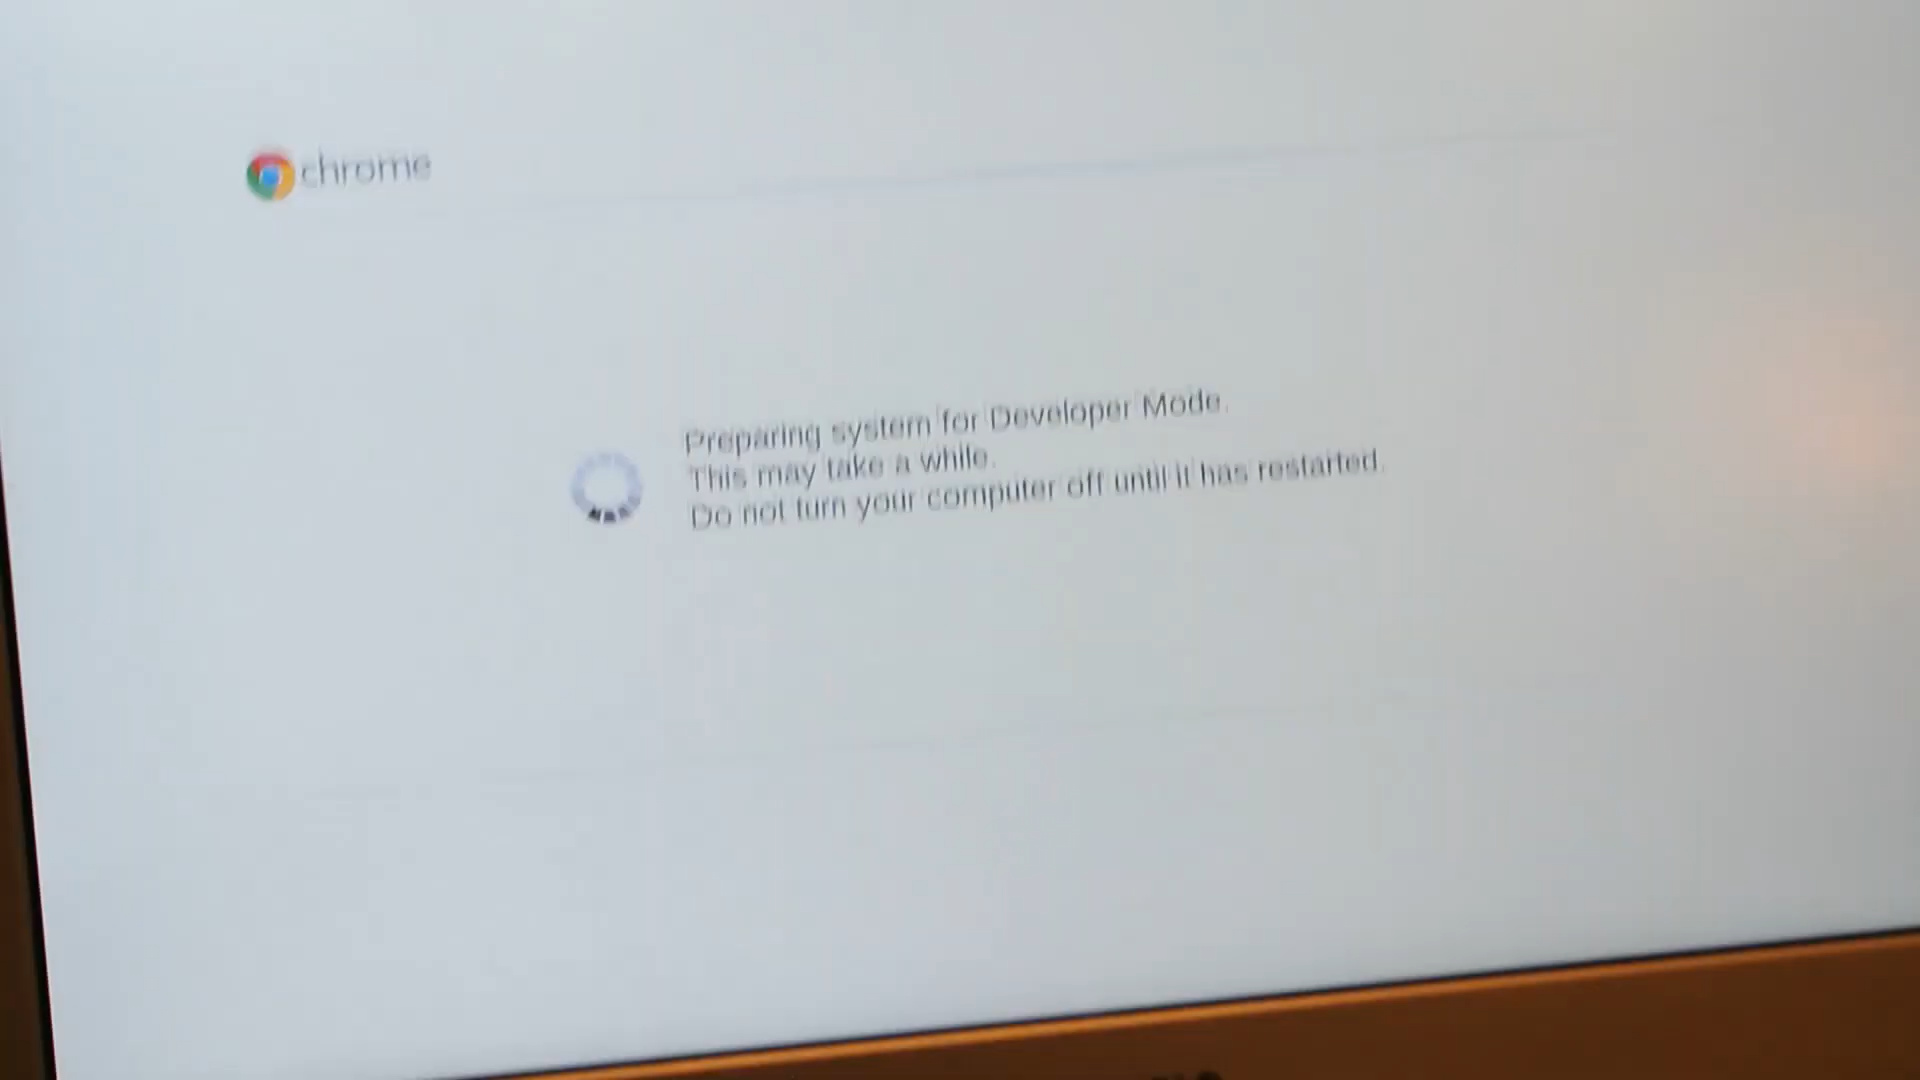 chrome
Preparing system for Developer Mode.
This may take a while.
Do not turn your computer off until it has restarted.